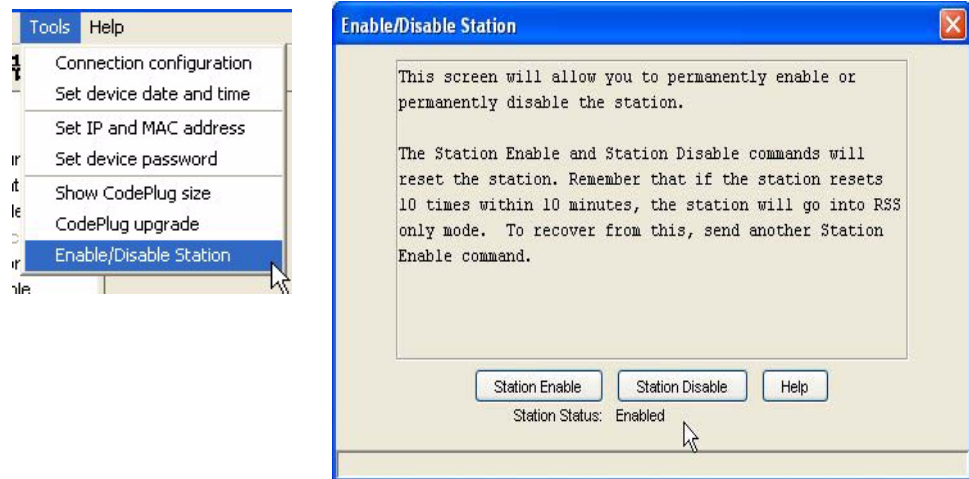 Tools Help
Connection configuration
Set device date and time
Set IP and MAC address
Set device password
Show CodePlug size
CodePlug upgrade
Enable/Disable Station
Enable/Disable Station
This screen will allow you to permanently enable or
permanently disable the station.
The Station Enable and Station Disable commands will
reset the station. Remember that if the station resets
10 times within 10 minutes, the station will go into RSS
only mode. To recover from this, send another Station
Enable command.
Station Enable Station Disable Help
Station Status: Enabled